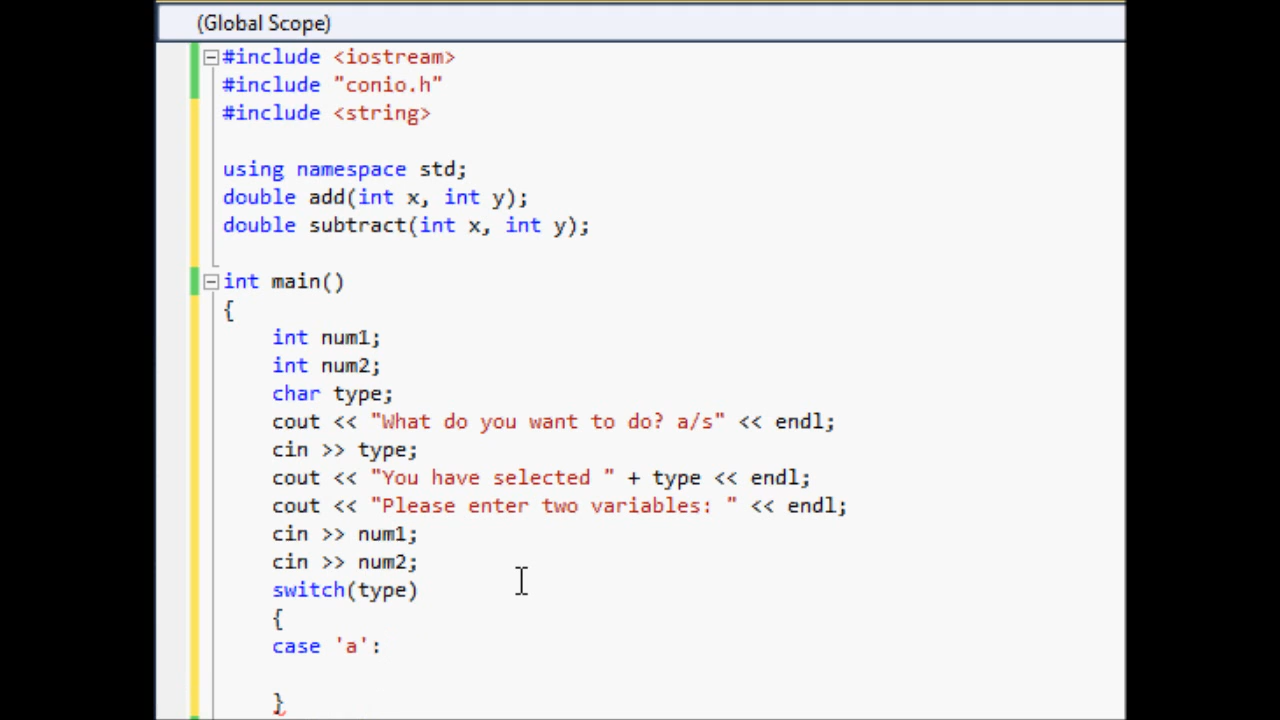 (Global Scope)
#include <iostream>
#include "conio.h"
#include <string>
using namespace std;
double add(int x, int y);
double subtract(int x, int y);
int main()
{
int num1;
int num2;
char type;
cout << "What do you want to do? a/s" << endl;
cin >> type;
cout << "You have selected " + type << endl;
cout << "Please enter two variables: " << endl;
cin >> num1;
cin >> num2;
switch(type)
{
case 'a':
}